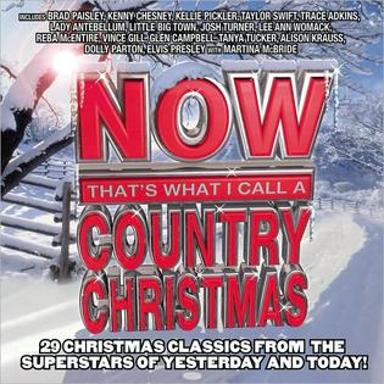 INCLUDES BRAD PAISLEY, KENNY CHESNEY, KELLIE PICKLER, TAYLOR SWIFT, TRACE ADKINS,
LADY ANTEBELLUM, LITTLE BIG TOWN, JOSH TURNER, LEE ANN WOMACK,
REBA McENTIRE, VINCE GILL, GLEN CAMPBELL, TANYA TUCKER, ALISON KRAUSS,
DOLLY PARTON, ELVIS PRESLEY WITH MARTINA McBRIDE
NOW
THAT'S WHAT I CALL A
COUNTRY
CHRISTMAS
29 CHRISTMAS CLASSICS FROM THE
SUPERSTARS OF YESTERDAY AND TODAY!